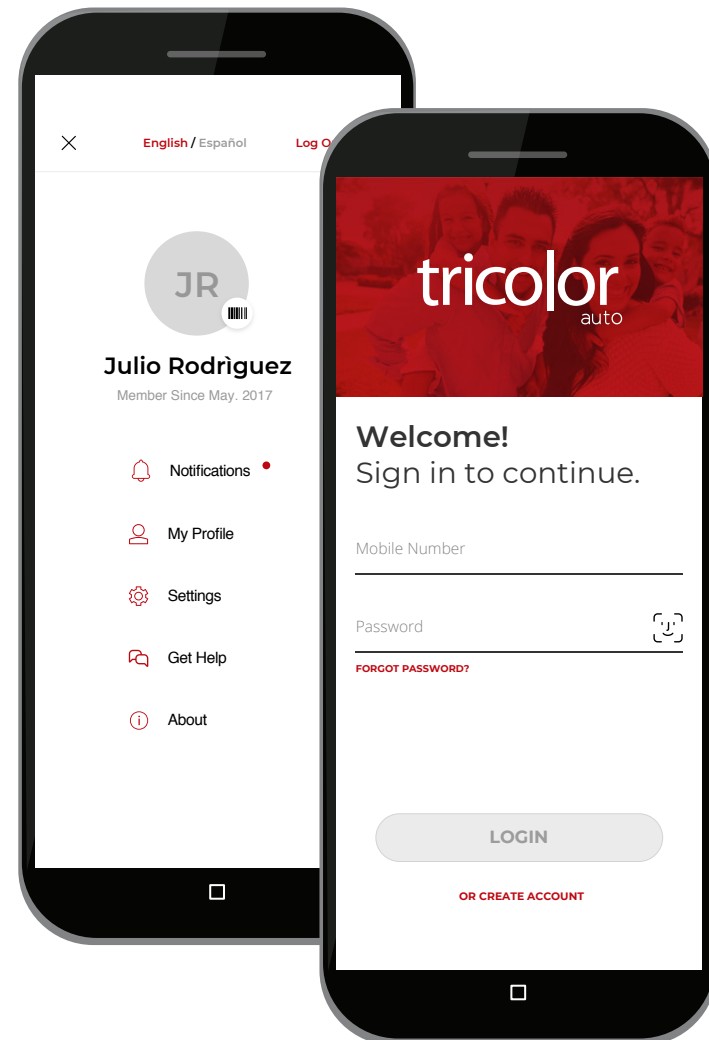 English / Español
Log O
JR
Julio Rodrìguez
Member Since May. 2017
Notifications
My Profile
Settings
Get Help
About
tricolor
auto
Welcome!
Sign in to continue.
Mobile Number
Password
FORGOT PASSWORD?
LOGIN
OR CREATE ACCOUNT